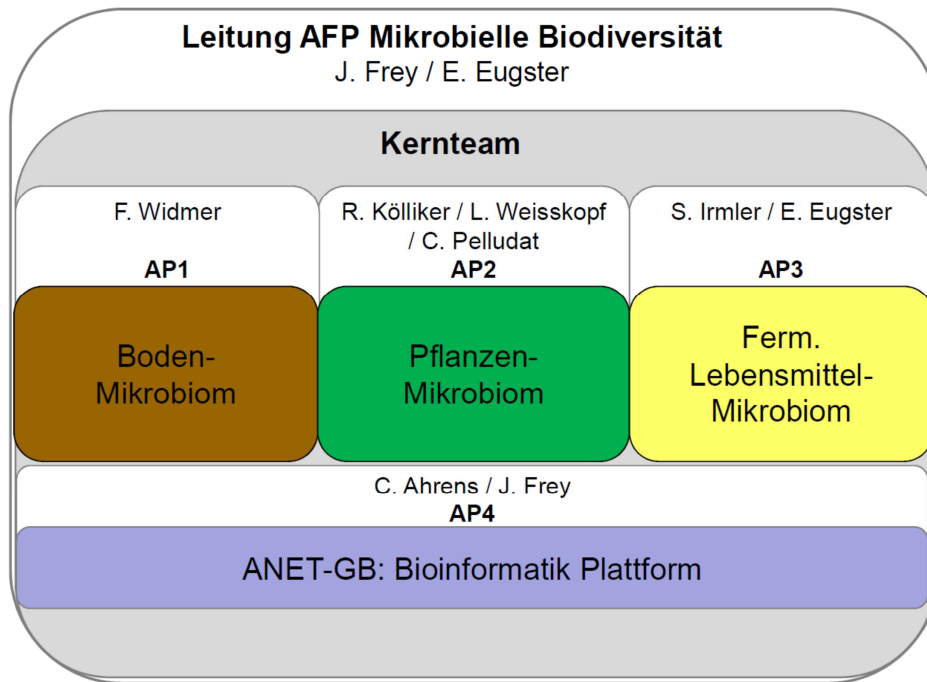 Leitung AFP Mikrobielle Biodiversität
J. Frey / E. Eugster
Kernteam
F. Widmer
AP1
Boden-
Mikrobiom
R. Kölliker / L. Weisskopf
/ C. Pelludat
AP2
Pflanzen-
Mikrobiom
S. Irmler / E. Eugster
AP3
Ferm.
Lebensmittel-
Mikrobiom
C. Ahrens / J. Frey
AP4
ANET-GB: Bioinformatik Plattform